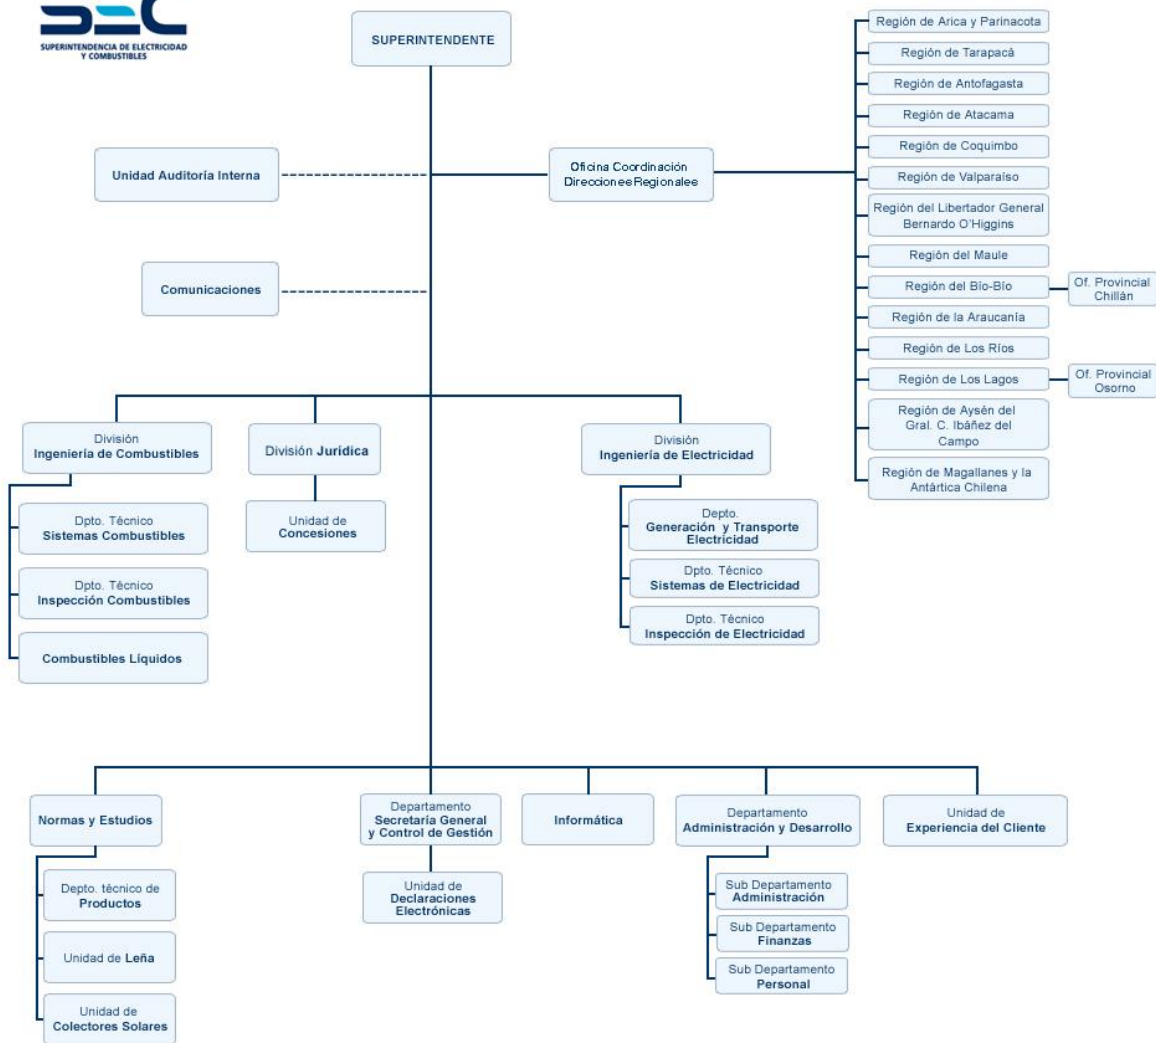 SEC
SUPERINTENDENCIA DE ELECTRICIDAD
Y COMBUSTIBLES
SUPERINTENDENTE
Unidad Auditoría Interna
Comunicaciones
Oficina Coordinación
DireccioneeRegionalee
Región de Arica y Parinacota
Región de Tarapacá
Región de Antofagasta
Región de Atacama
Región de Coquimbo
Región de Valparaíso
Región del Libertador General
Bernardo O'Higgins
Región del Maule
Región del Bío-Bío
Of. Provincial
Chillán
Región de la Araucanía
Región de Los Ríos
Región de Los Lagos
Of. Provincial
Osorno
Región de Aysén del
Gral. C. Ibáñez del
Campo
Región de Magallanes y la
Antártica Chilena
División
Ingeniería de Combustibles
Dpto. Técnico
Sistemas Combustibles
Dpto. Técnico
Inspección Combustibles
Combustibles Líquidos
División Jurídica
Unidad de
Concesiones
División
Ingeniería de Electricidad
Depto.
Generación y Transporte
Electricidad
Dpto. Técnico
Sistemas de Electricidad
Dpto. Técnico
Inspección de Electricidad
Normas y Estudios
Depto. técnico de
Productos
Unidad de Leña
Unidad de
Colectores Solares
Departamento
Secretaría General
y Control de Gestión
Unidad de
Declaraciones
Electrónicas
Informática
Departamento
Administración y Desarrollo
Sub Departamento
Administración
Sub Departamento
Finanzas
Sub Departamento
Personal
Unidad de
Experiencia del Cliente